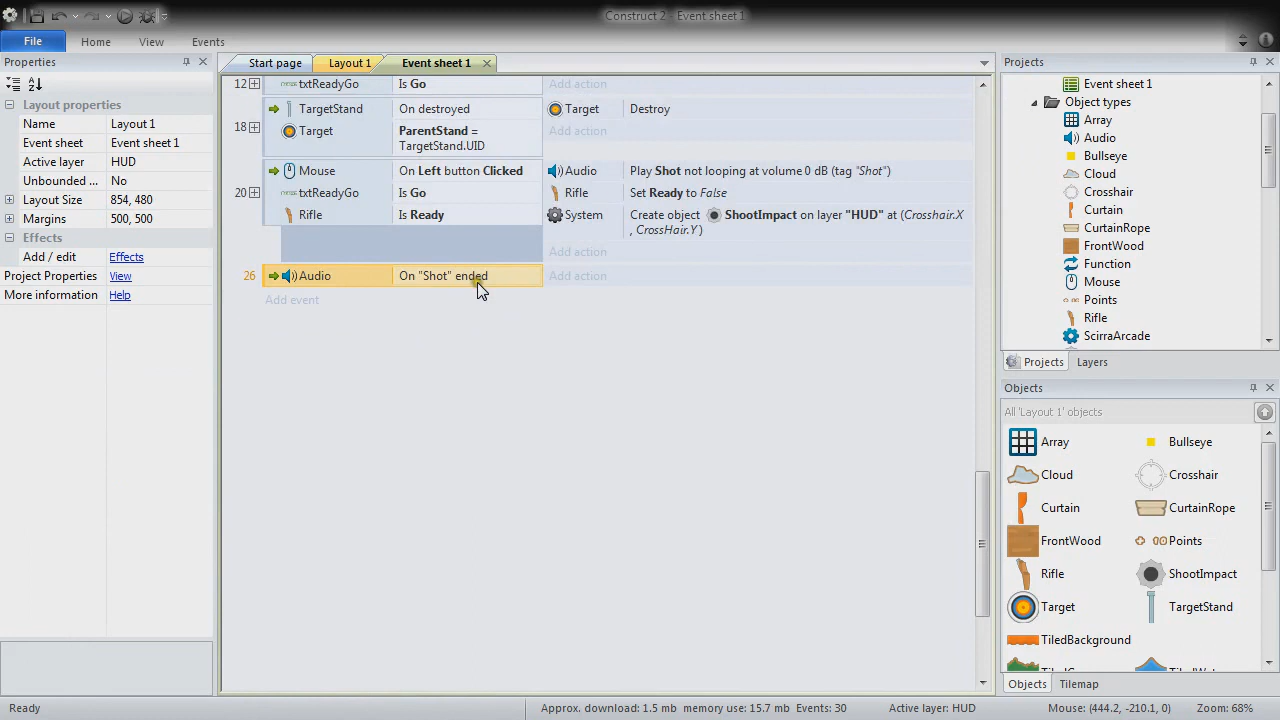 Construct 2 - Event sheet 1
File
Home
View
Events
Properties
Layout properties
Name
Layout 1
Event sheet
Event sheet 1
Active layer
HUD
Unbounded ...
No
Layout Size
854, 480
Margins
500, 500
Effects
Add / edit
Effects
Project Properties
View
More information
Help
Start page
Layout 1
Event sheet 1
12
txtReadyGo
Is Go
Add action
TargetStand
On destroyed
Target
Destroy
18
Target
ParentStand =
TargetStand.UID
Add action
Mouse
On Left button Clicked
Audio
Play Shot not looping at volume 0 dB (tag "Shot")
20
txtReadyGo
Is Go
Rifle
Set Ready to False
Rifle
Is Ready
System
Create object ShootImpact on layer "HUD" at (Crosshair.X
, CrossHair.Y)
Add action
26
Audio
On "Shot" ended
Add action
Add event
Projects
Event sheet 1
Object types
Array
Audio
Bullseye
Cloud
Crosshair
Curtain
CurtainRope
FrontWood
Function
Mouse
Points
Rifle
ScirraArcade
Projects
Layers
Objects
All 'Layout 1' objects
Array
Bullseye
Cloud
Crosshair
Curtain
CurtainRope
FrontWood
Points
Rifle
ShootImpact
Target
TargetStand
TiledBackground
Objects
Tilemap
Ready
Approx. download: 1.5 mb memory use: 15.7 mb Events: 30
Active layer: HUD
Mouse: (444.2, -210.1, 0)
Zoom: 68%